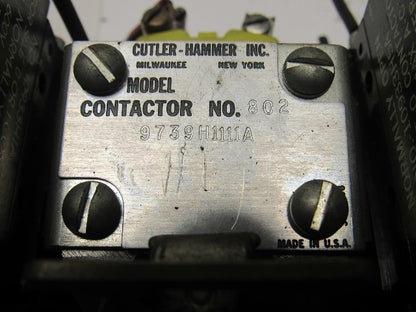 CUTLER-HAMMER INC.
MILWAUKEE NEW YORK
MODEL
CONTACTOR NO. 802
9739H1111A
MADE IN U.S.A.